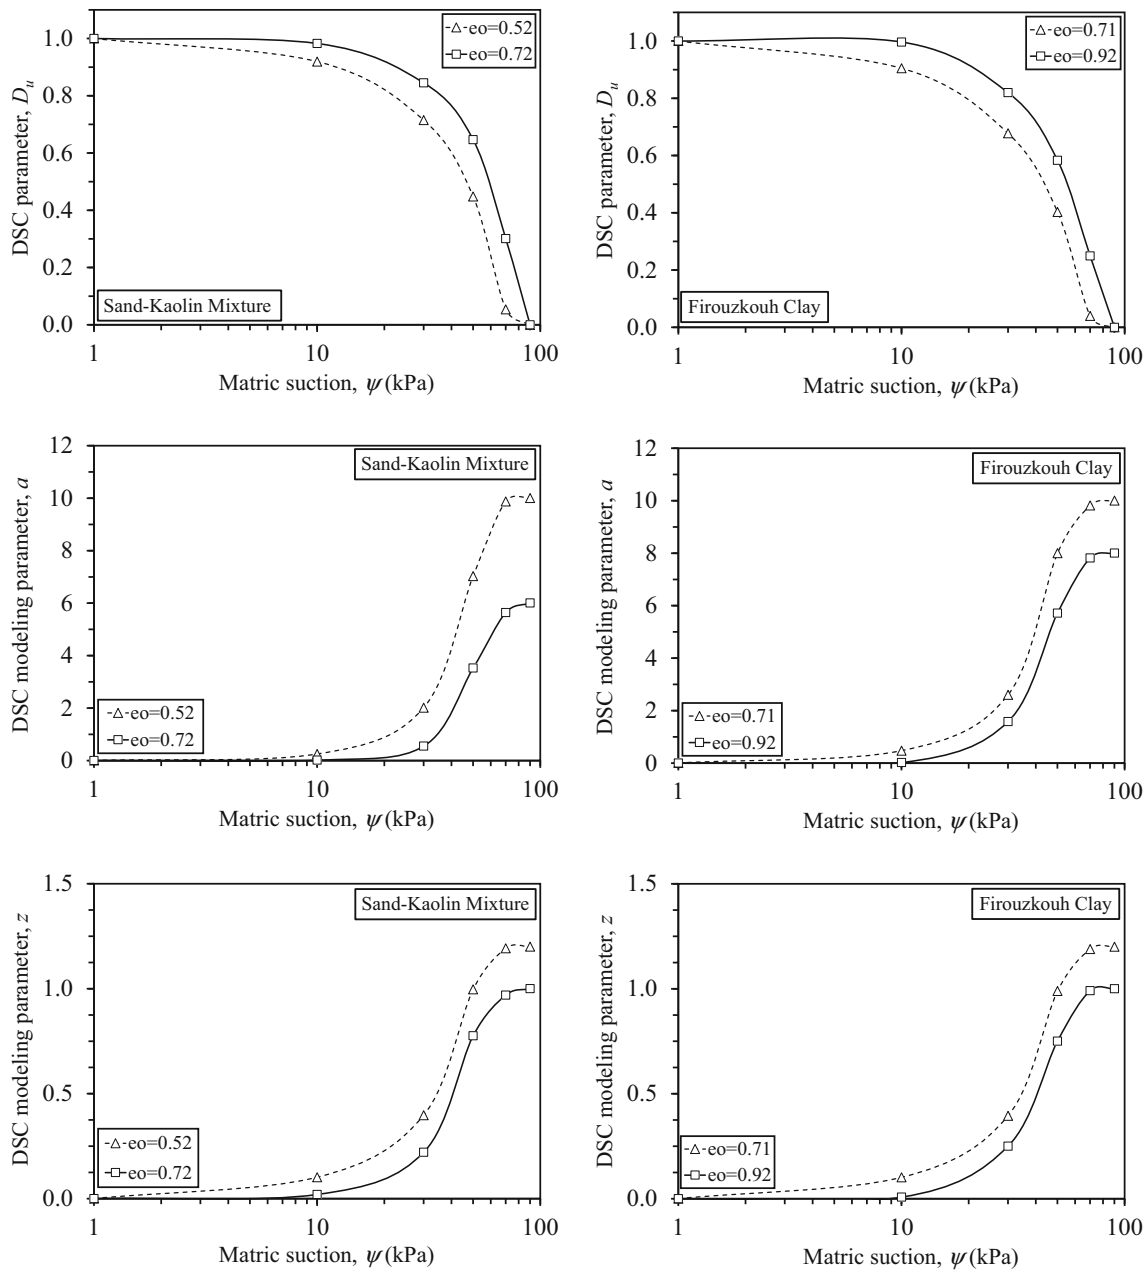 DSC parameter, Du
1.0
0.8
0.6
0.4
0.2
0.0
eo=0.52
eo=0.72
Sand-Kaolin Mixture
1
10
100
Matric suction, ψ (kPa)
DSC parameter, Du
1.0
0.8
0.6
0.4
0.2
0.0
eo=0.71
eo=0.92
Firouzkouh Clay
1
10
100
Matric suction, ψ (kPa)
DSC modeling parameter, a
12
10
8
6
4
2
0
Sand-Kaolin Mixture
eo=0.52
eo=0.72
1
10
100
Matric suction, ψ (kPa)
DSC modeling parameter, a
12
10
8
6
4
2
0
Firouzkouh Clay
eo=0.71
eo=0.92
1
10
100
Matric suction, ψ (kPa)
DSC modeling parameter, z
1.5
1.0
0.5
0.0
Sand-Kaolin Mixture
eo=0.52
eo=0.72
1
10
100
Matric suction, ψ (kPa)
DSC modeling parameter, z
1.5
1.0
0.5
0.0
Firouzkouh Clay
eo=0.71
eo=0.92
1
10
100
Matric suction, ψ (kPa)